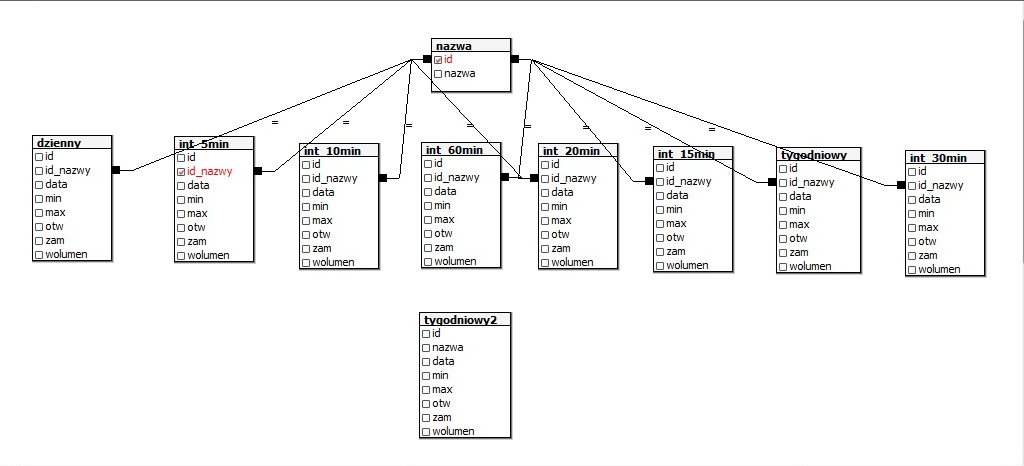 nazwa
id
nazwa
=
=
=
=
=
=
=
=
dzienny
id
id_nazwy
data
min
max
otw
zam
wolumen
int_5min
id
id_nazwy
data
min
max
otw
zam
wolumen
int_10min
id
id_nazwy
data
min
max
otw
zam
wolumen
int_60min
id
id_nazwy
data
min
max
otw
zam
wolumen
int_20min
id
id_nazwy
data
min
max
otw
zam
wolumen
int_15min
id
id_nazwy
data
min
max
otw
zam
wolumen
tygodniowy
id
id_nazwy
data
min
max
otw
zam
wolumen
int_30min
id
id_nazwy
data
min
max
otw
zam
wolumen
tygodniowy2
id
nazwa
data
min
max
otw
zam
wolumen